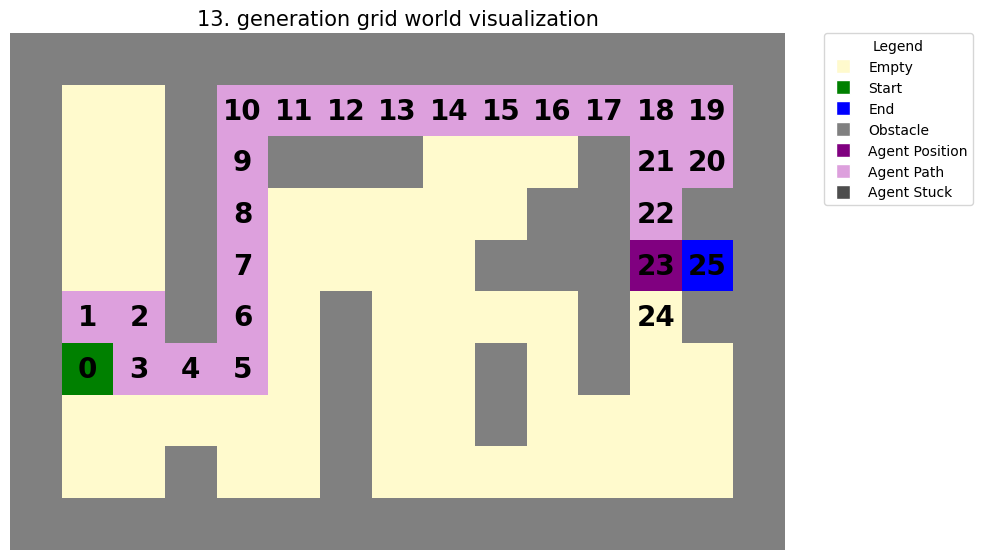 13. generation grid world visualization
Legend
Empty
Start
End
Obstacle
Agent Position
Agent Path
Agent Stuck
10 11 12 13 14 15 16 17 18 19
9 21 20
8 22
7 23 25
1 2 6 24
0 3 4 5